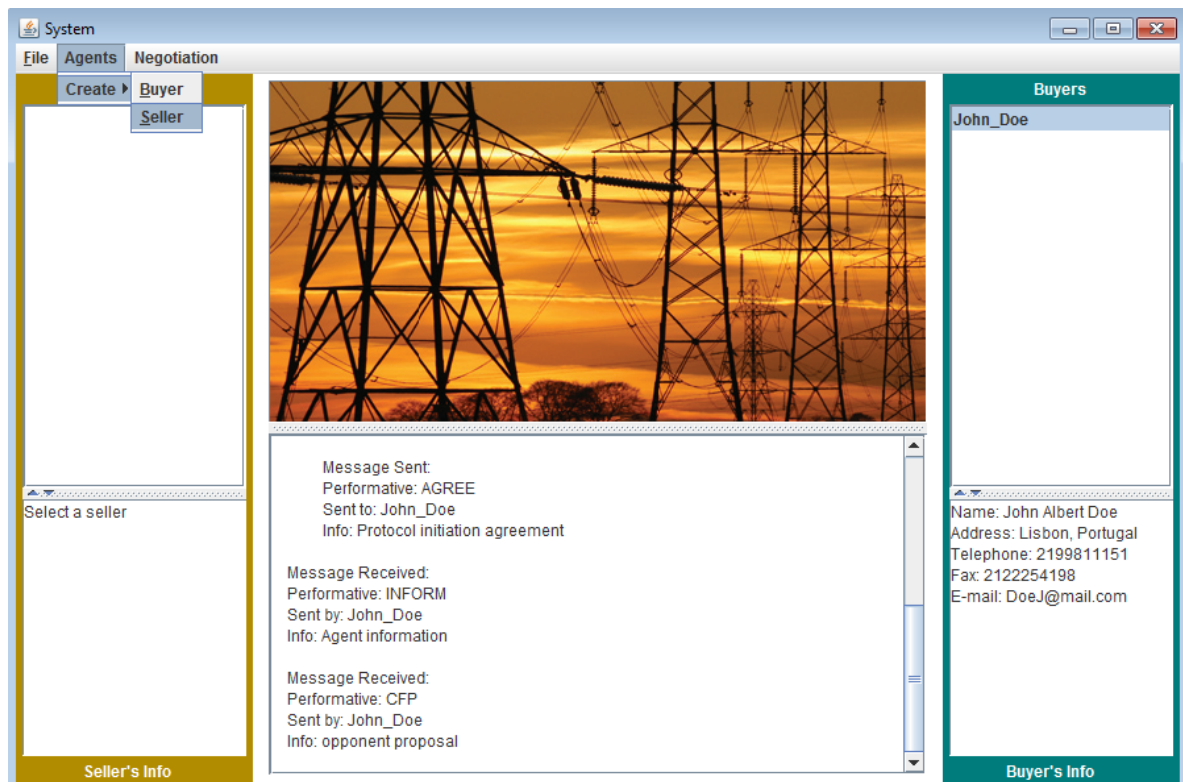 System
File Agents Negotiation
Create Buyer
Seller
Buyers
John_Doe
Message Sent:
Performative: AGREE
Sent to: John_Doe
Info: Protocol initiation agreement
Message Received:
Performative: INFORM
Sent by: John_Doe
Info: Agent information
Message Received:
Performative: CFP
Sent by: John_Doe
Info: opponent proposal
Select a seller
Seller's Info
Name: John Albert Doe
Address: Lisbon, Portugal
Telephone: 2199811151
Fax: 2122254198
E-mail: DoeJ@mail.com
Buyer's Info